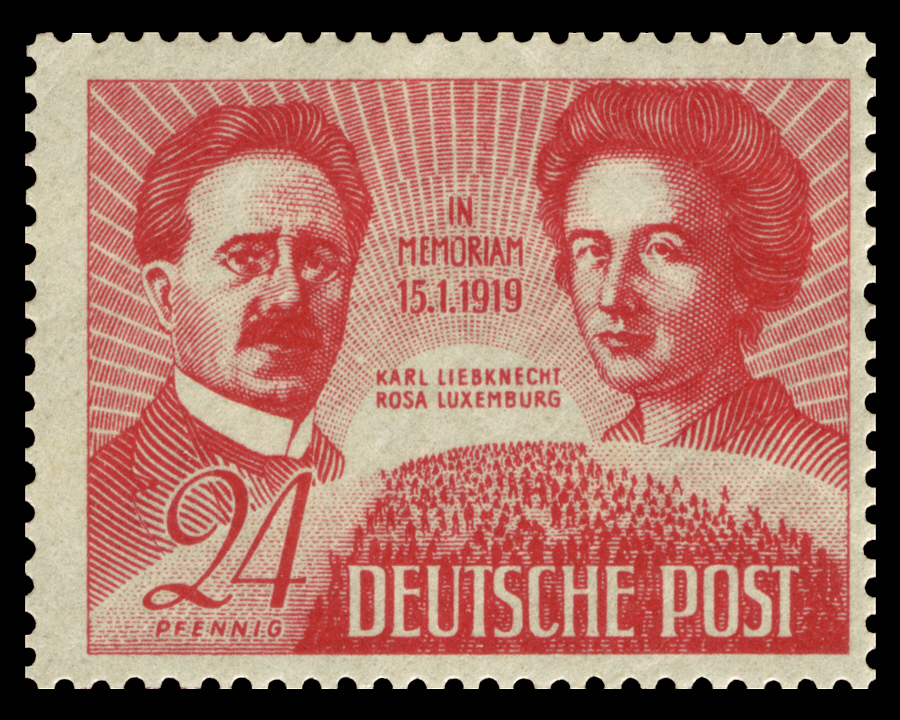 IN
MEMORIAM
15.1.1919
KARL LIEBKNECHT
ROSA LUXEMBURG
24
PFENNIG
DEUTSCHE POST